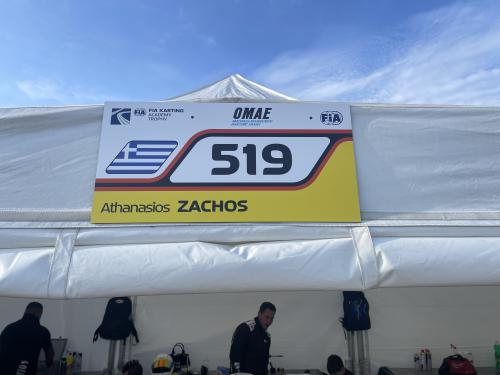 FIA KARTING
ACADEMY
TROPHY
OMAE
FIA
519
Athanasios ZACHOS